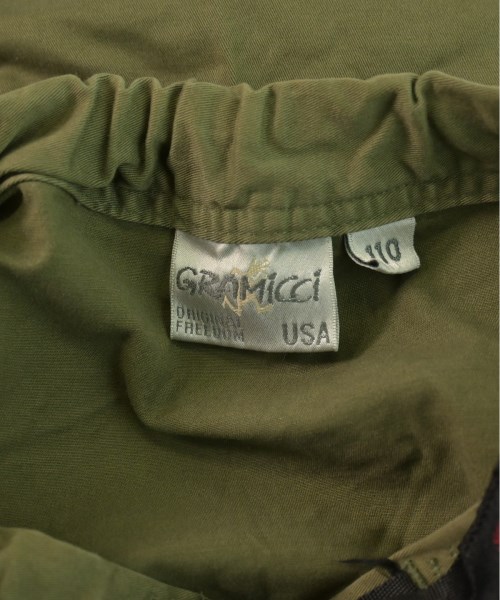 GRAMICCI
ORIGINAL
FREEDOM
USA
110